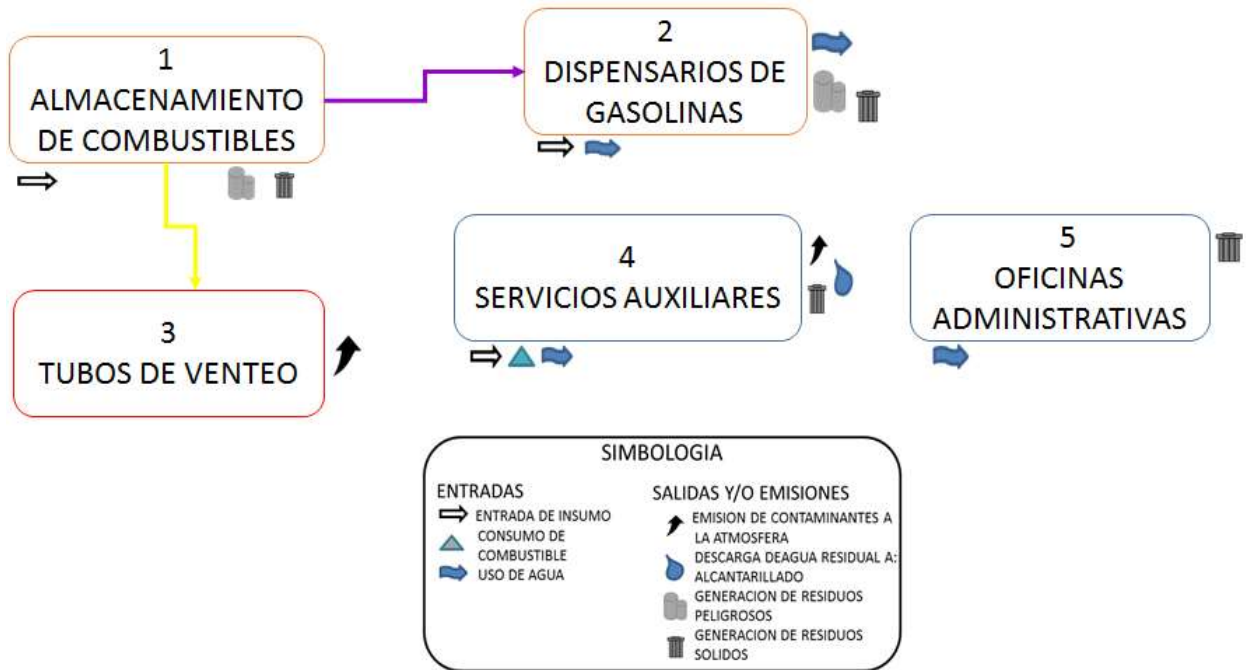 1
ALMACENAMIENTO
DE COMBUSTIBLES
2
DISPENSARIOS DE
GASOLINAS
3
TUBOS DE VENTEO
4
SERVICIOS AUXILIARES
5
OFICINAS
ADMINISTRATIVAS
SIMBOLOGIA
ENTRADAS
ENTRADA DE INSUMO
CONSUMO DE
COMBUSTIBLE
USO DE AGUA
SALIDAS Y/O EMISIONES
EMISION DE CONTAMINANTES A
LA ATMOSFERA
DESCARGA DEAGUA RESIDUAL A:
ALCANTARILLADO
GENERACION DE RESIDUOS
PELIGROSOS
GENERACION DE RESIDUOS
SOLIDOS